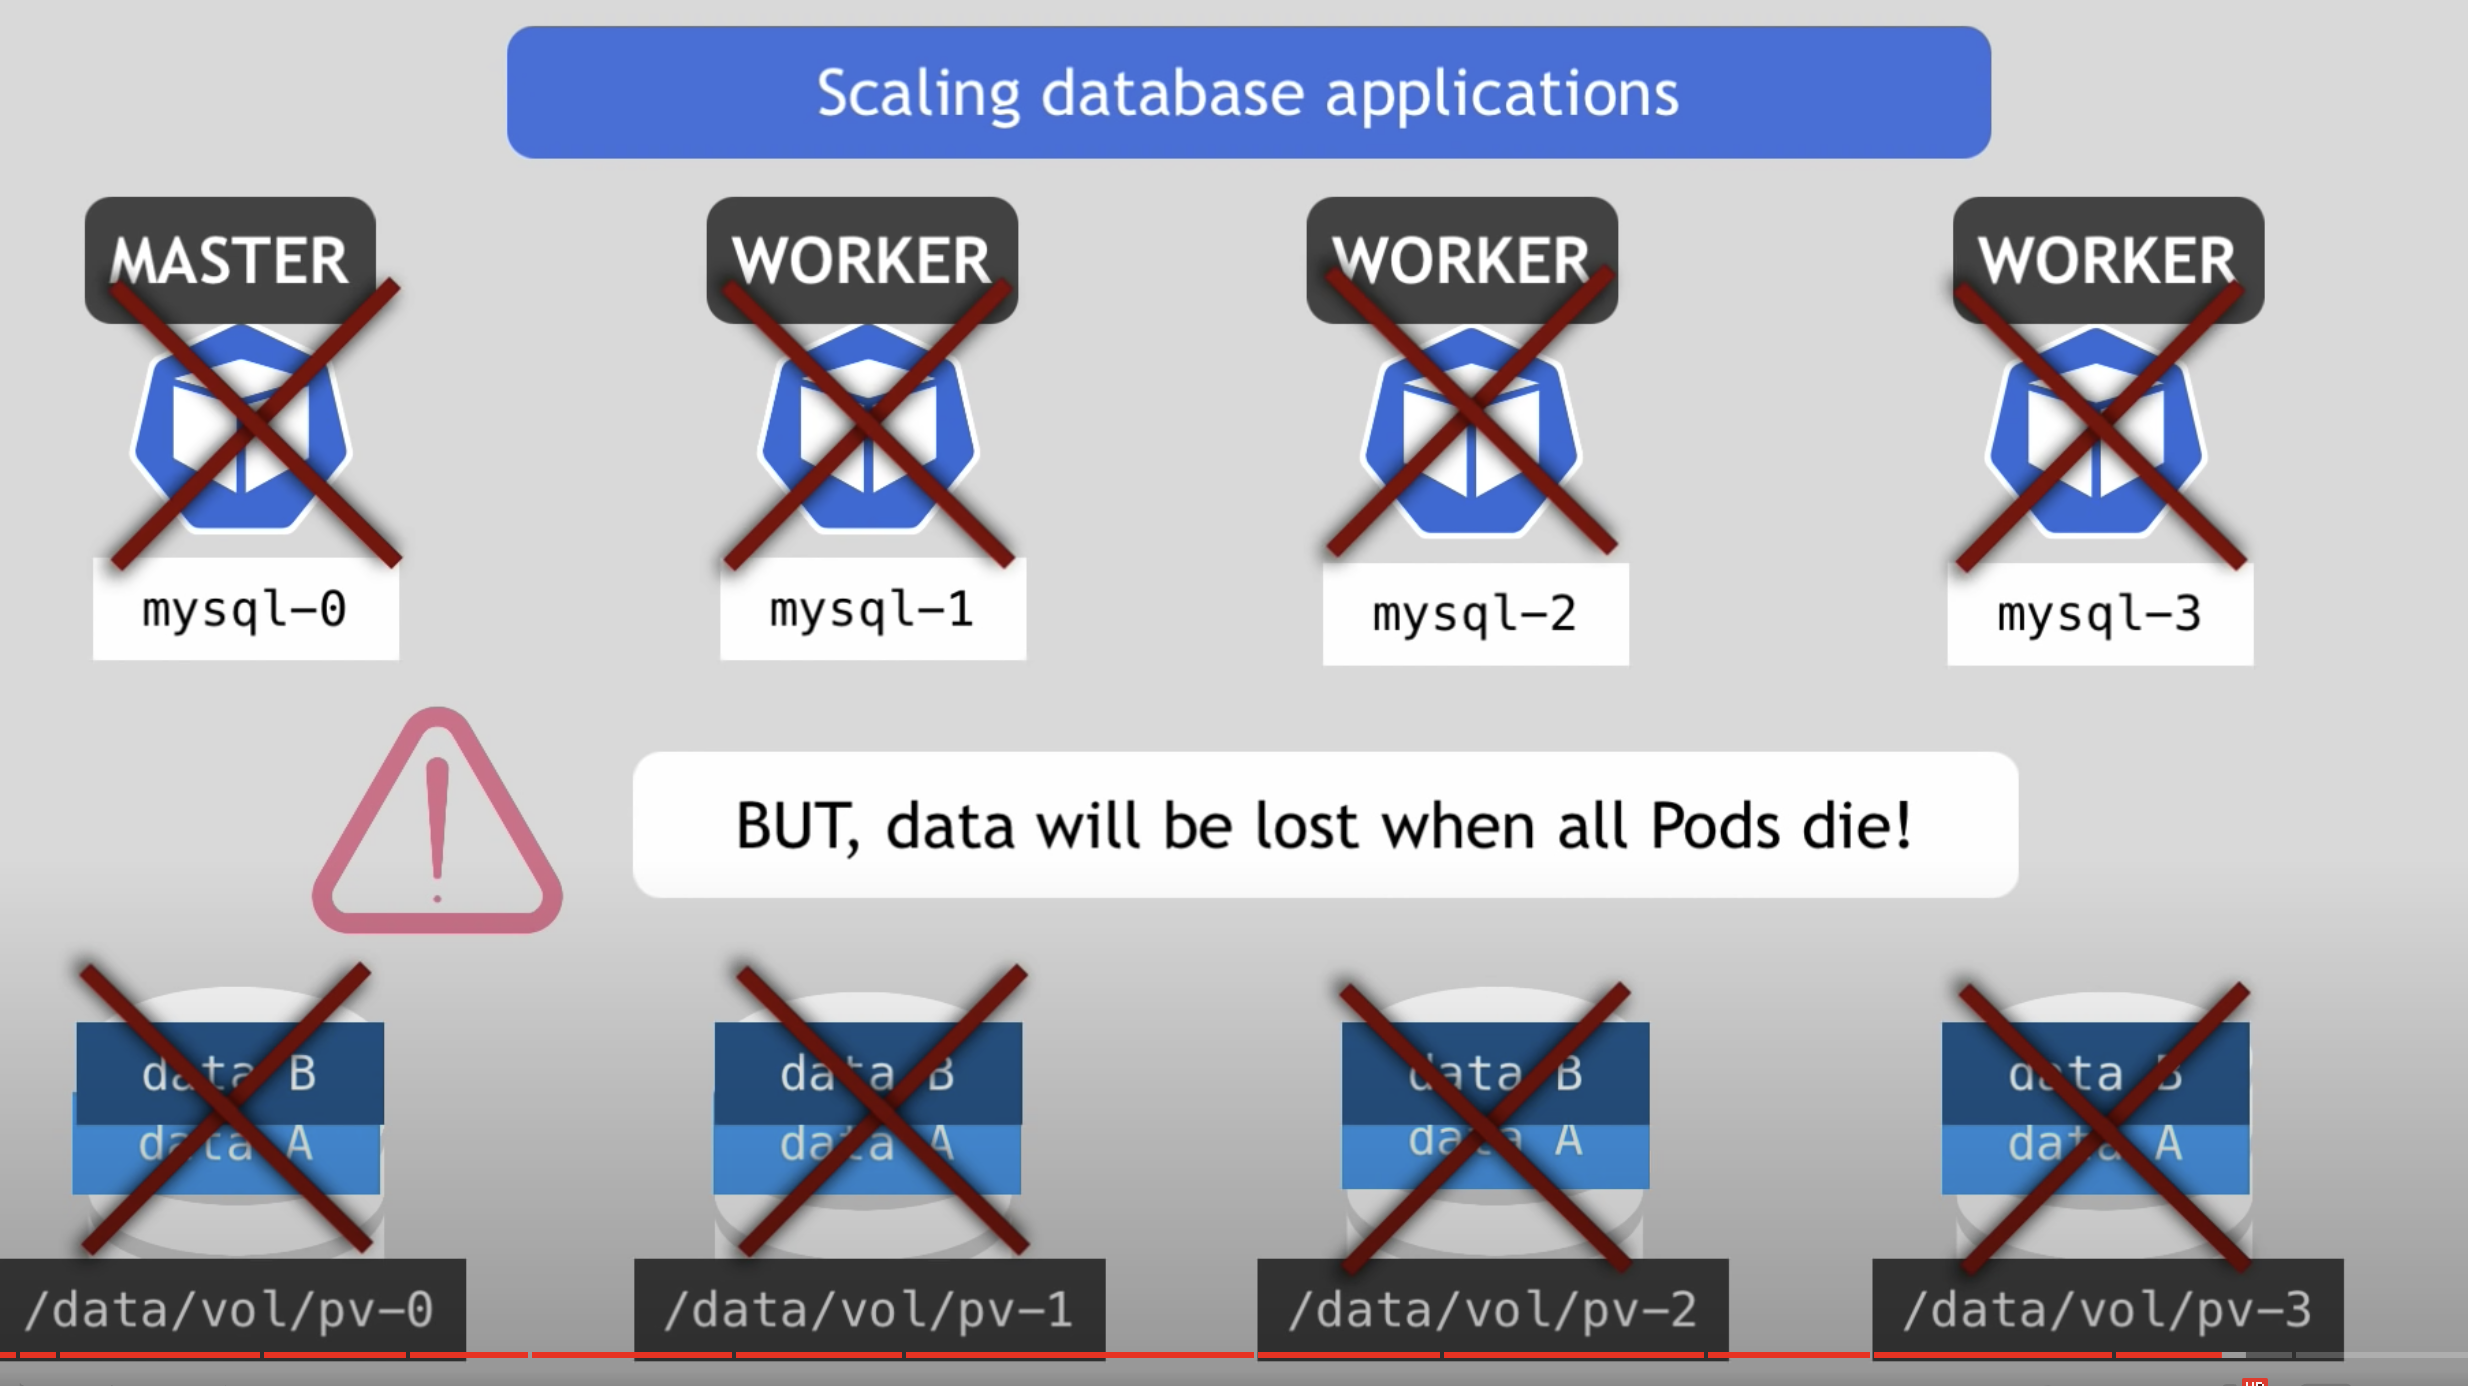 Scaling database applications
MASTER
WORKER
WORKER
WORKER
mysql-0
mysql-1
mysql-2
mysql-3
BUT, data will be lost when all Pods die!
data B
data B
data B
data B
data A
data A
data A
data A
/data/vol/pv-0
/data/vol/pv-1
/data/vol/pv-2
/data/vol/pv-3